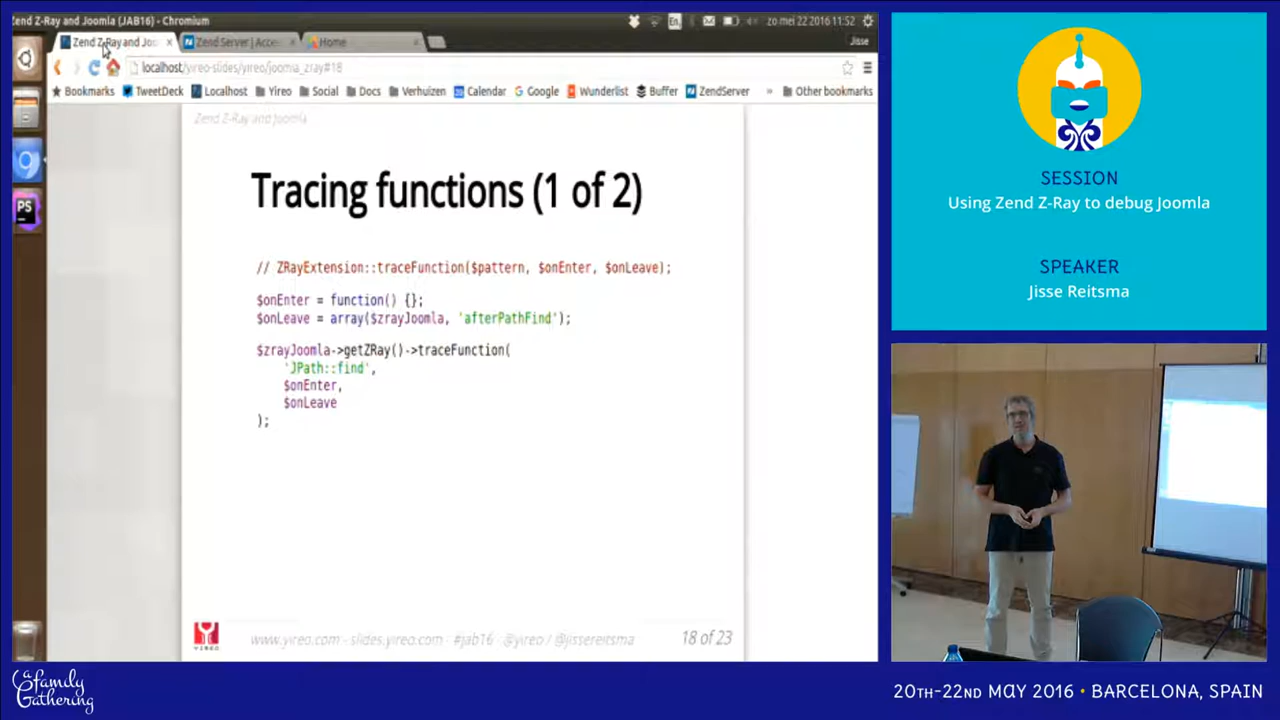 Zend Z-Ray and Joomla (JAB16) - Chromium
En
zo mei 22 2016 11:52
Zend Z-Ray and Joo
Zend Server | Acce
Home
Jisse
localhost/yireo-slides/yireo/joomla_zray#18
Bookmarks
TweetDeck
Localhost
Yireo
Social
Docs
Verhuizen
Calendar
Google
Wunderlist
Buffer
ZendServer
»
Other bookmarks
Zend Z-Ray and Joomla
PS
Tracing functions (1 of 2)
// ZRayExtension::traceFunction($pattern, $onEnter, $onLeave);
$onEnter = function() {};
$onLeave = array($zrayJoomla, 'afterPathFind');
$zrayJoomla->getZRay()->traceFunction(
'JPath::find',
$onEnter,
$onLeave
);
YIREO
www.yireo.com - slides.yireo.com - #jab16 - @yireo / @jissereitsma
18 of 23
SESSION
Using Zend Z-Ray to debug Joomla
SPEAKER
Jisse Reitsma
a family
Gathering
20TH-22ND MAY 2016 • BARCELONA, SPAIN